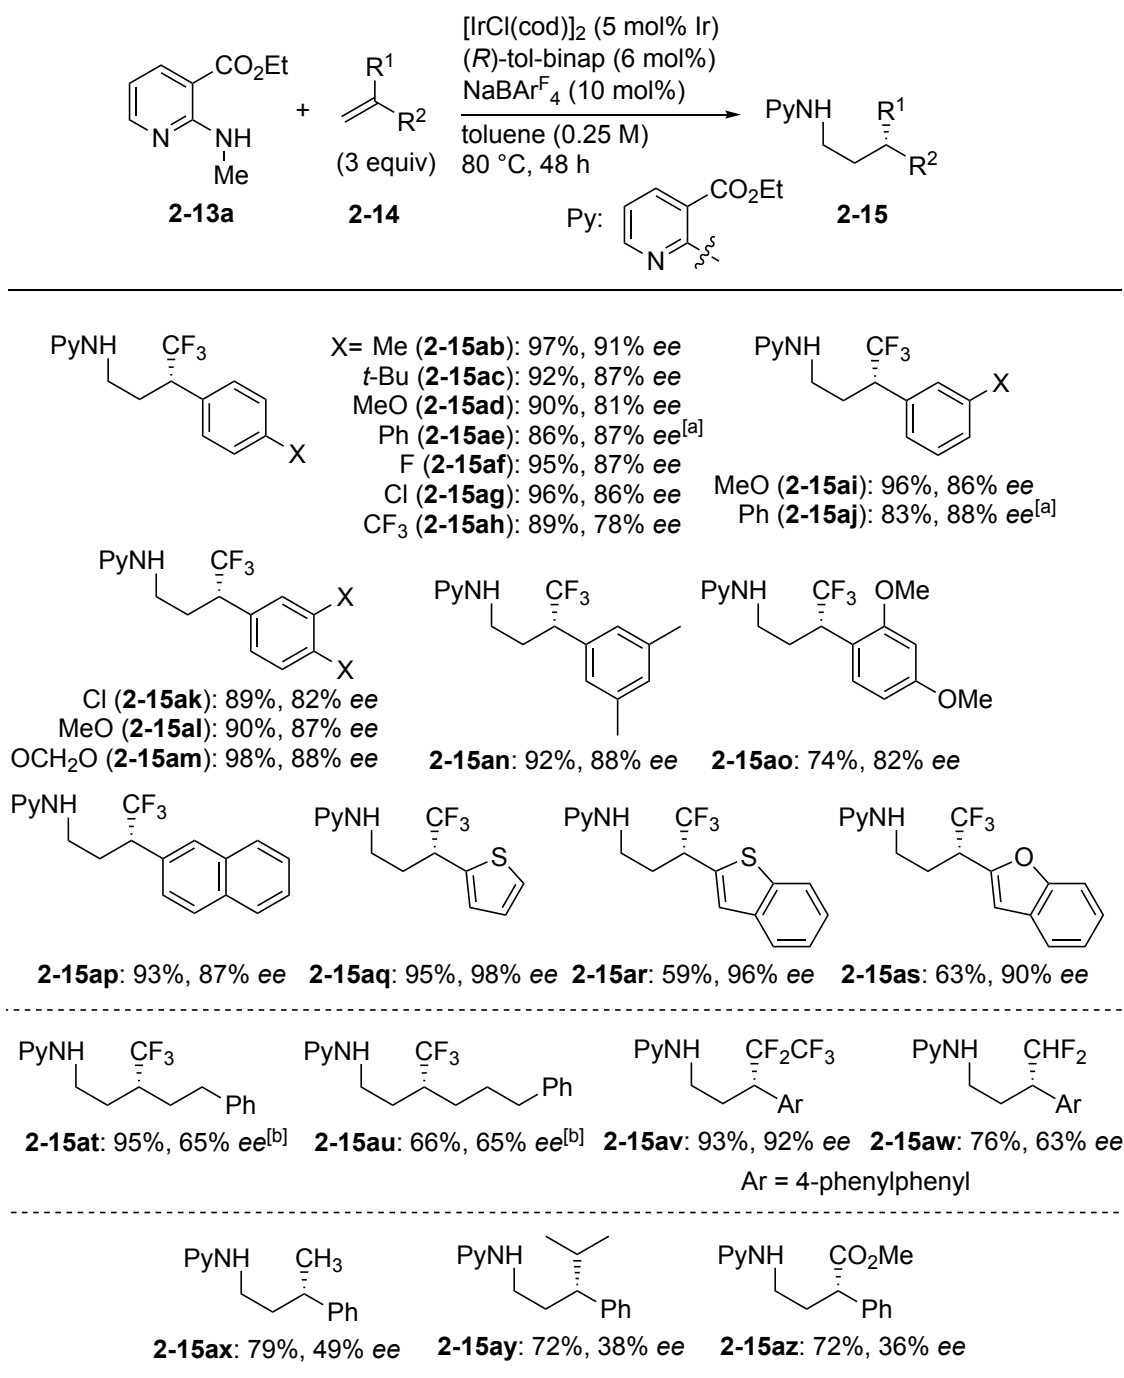 [IrCl(cod)]2 (5 mol% Ir)
(R)-tol-binap (6 mol%)
NaBArF4 (10 mol%)
toluene (0.25 M)
80 °C, 48 h
CO2Et
N
NH
Me
2-13a
+
R1
R2
(3 equiv)
2-14
PyNH
R1
R2
2-15
Py:
CO2Et
N
PyNH CF3
X
X= Me (2-15ab): 97%, 91% ee
t-Bu (2-15ac): 92%, 87% ee
MeO (2-15ad): 90%, 81% ee
Ph (2-15ae): 86%, 87% ee[a]
F (2-15af): 95%, 87% ee
Cl (2-15ag): 96%, 86% ee
CF3 (2-15ah): 89%, 78% ee
PyNH CF3
X
MeO (2-15ai): 96%, 86% ee
Ph (2-15aj): 83%, 88% ee[a]
PyNH CF3
X
X
Cl (2-15ak): 89%, 82% ee
MeO (2-15al): 90%, 87% ee
OCH2O (2-15am): 98%, 88% ee
PyNH CF3
2-15an: 92%, 88% ee
PyNH CF3 OMe
OMe
2-15ao: 74%, 82% ee
PyNH CF3
2-15ap: 93%, 87% ee
PyNH CF3
S
2-15aq: 95%, 98% ee
PyNH CF3
S
2-15ar: 59%, 96% ee
PyNH CF3
O
2-15as: 63%, 90% ee
PyNH CF3
Ph
2-15at: 95%, 65% ee[b]
PyNH CF3
Ph
2-15au: 66%, 65% ee[b]
PyNH CF2CF3
Ar
2-15av: 93%, 92% ee
PyNH CHF2
Ar
2-15aw: 76%, 63% ee
Ar = 4-phenylphenyl
PyNH CH3
Ph
2-15ax: 79%, 49% ee
PyNH
Ph
2-15ay: 72%, 38% ee
PyNH CO2Me
Ph
2-15az: 72%, 36% ee